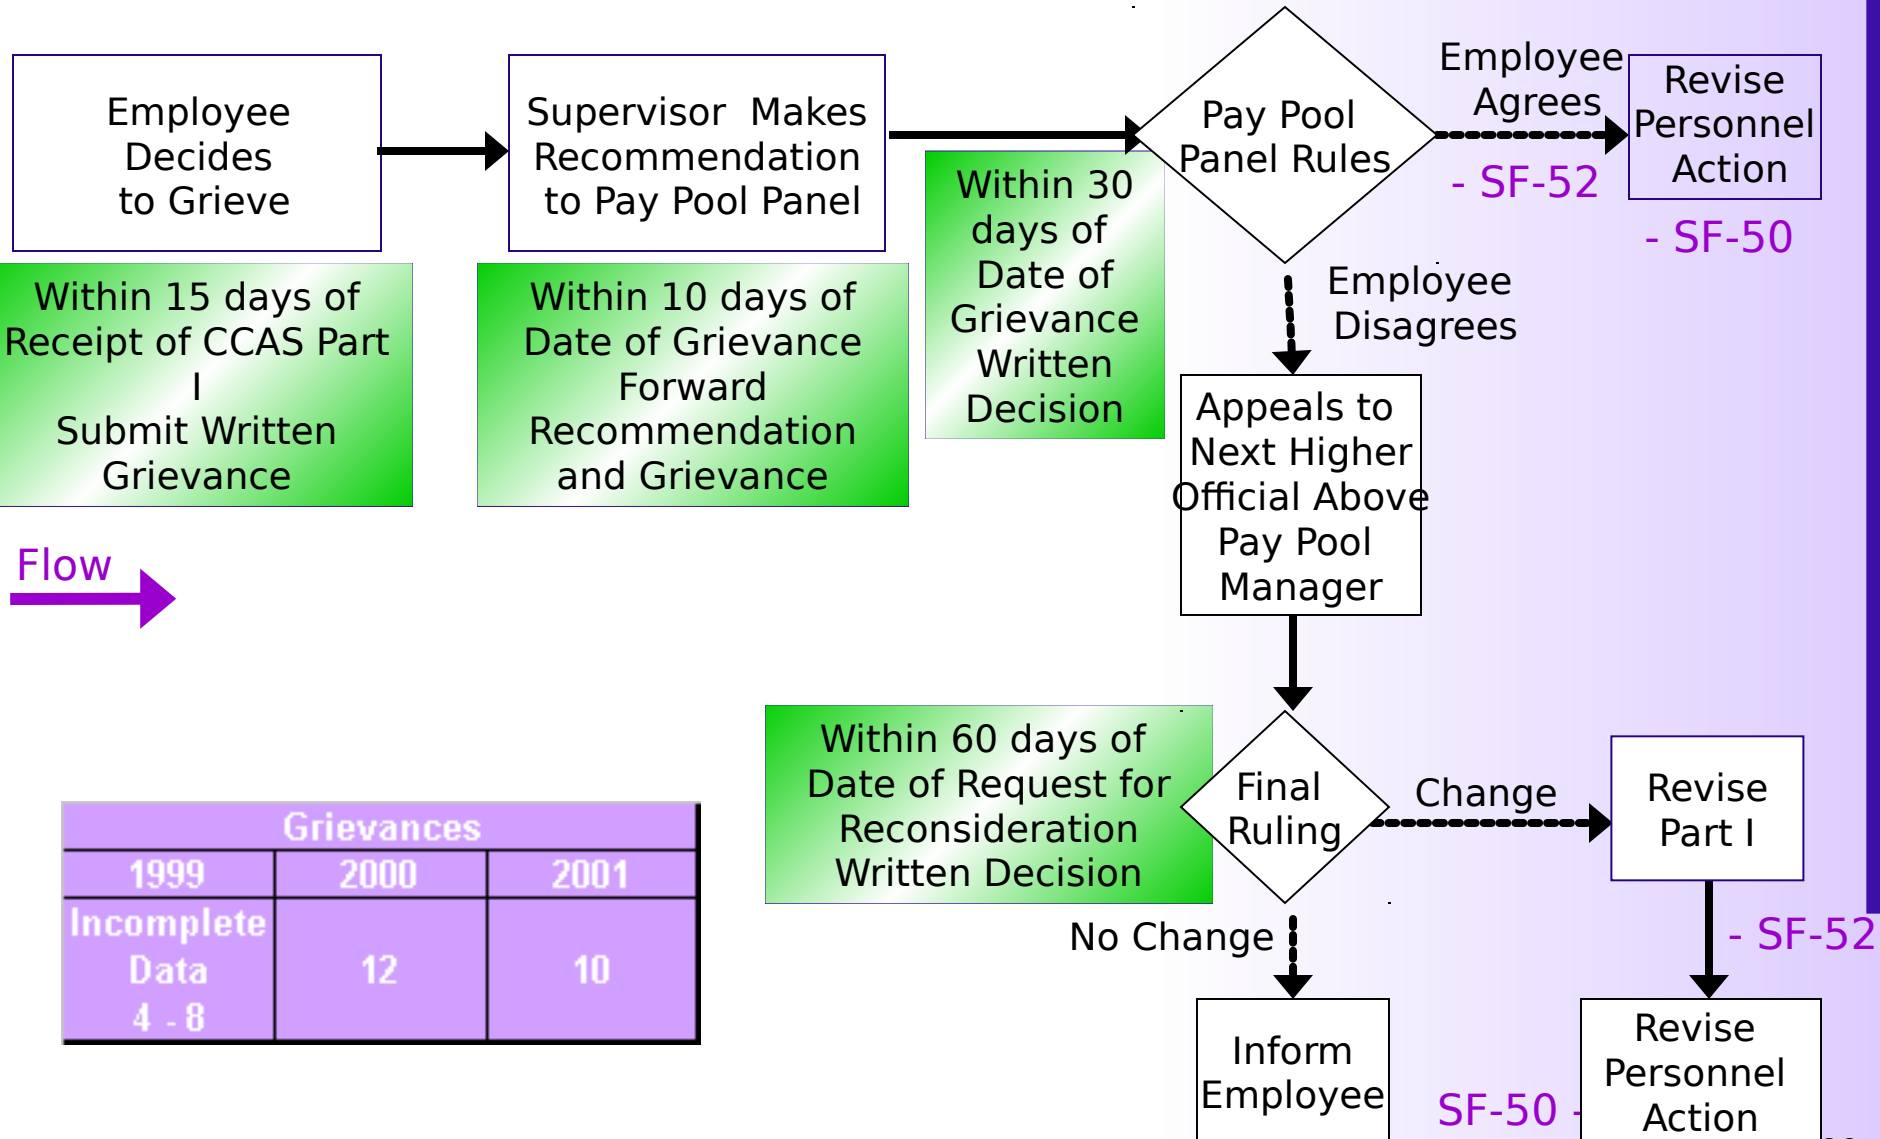 Employee
Decides
to Grieve
Supervisor  Makes
Recommendation
to Pay Pool Panel
Pay Pool
Panel Rules
Employee
Agrees
- SF-52
Revise
Personnel
Action
- SF-50
Within 15 days of
Receipt of CCAS Part
I
Submit Written
Grievance
Within 10 days of
Date of Grievance
Forward
Recommendation
and Grievance
Within 30
days of
Date of
Grievance
Written
Decision
Employee
Disagrees
Appeals to
Next Higher
Official Above
Pay Pool
Manager
Flow
Within 60 days of
Date of Request for
Reconsideration
Written Decision
Final
Ruling
Change
Revise
Part I
No Change
- SF-52
Inform
Employee
SF-50 -
Revise
Personnel
Action
Grievances
1999 2000 2001
Incomplete
Data
4 - 8
12
10